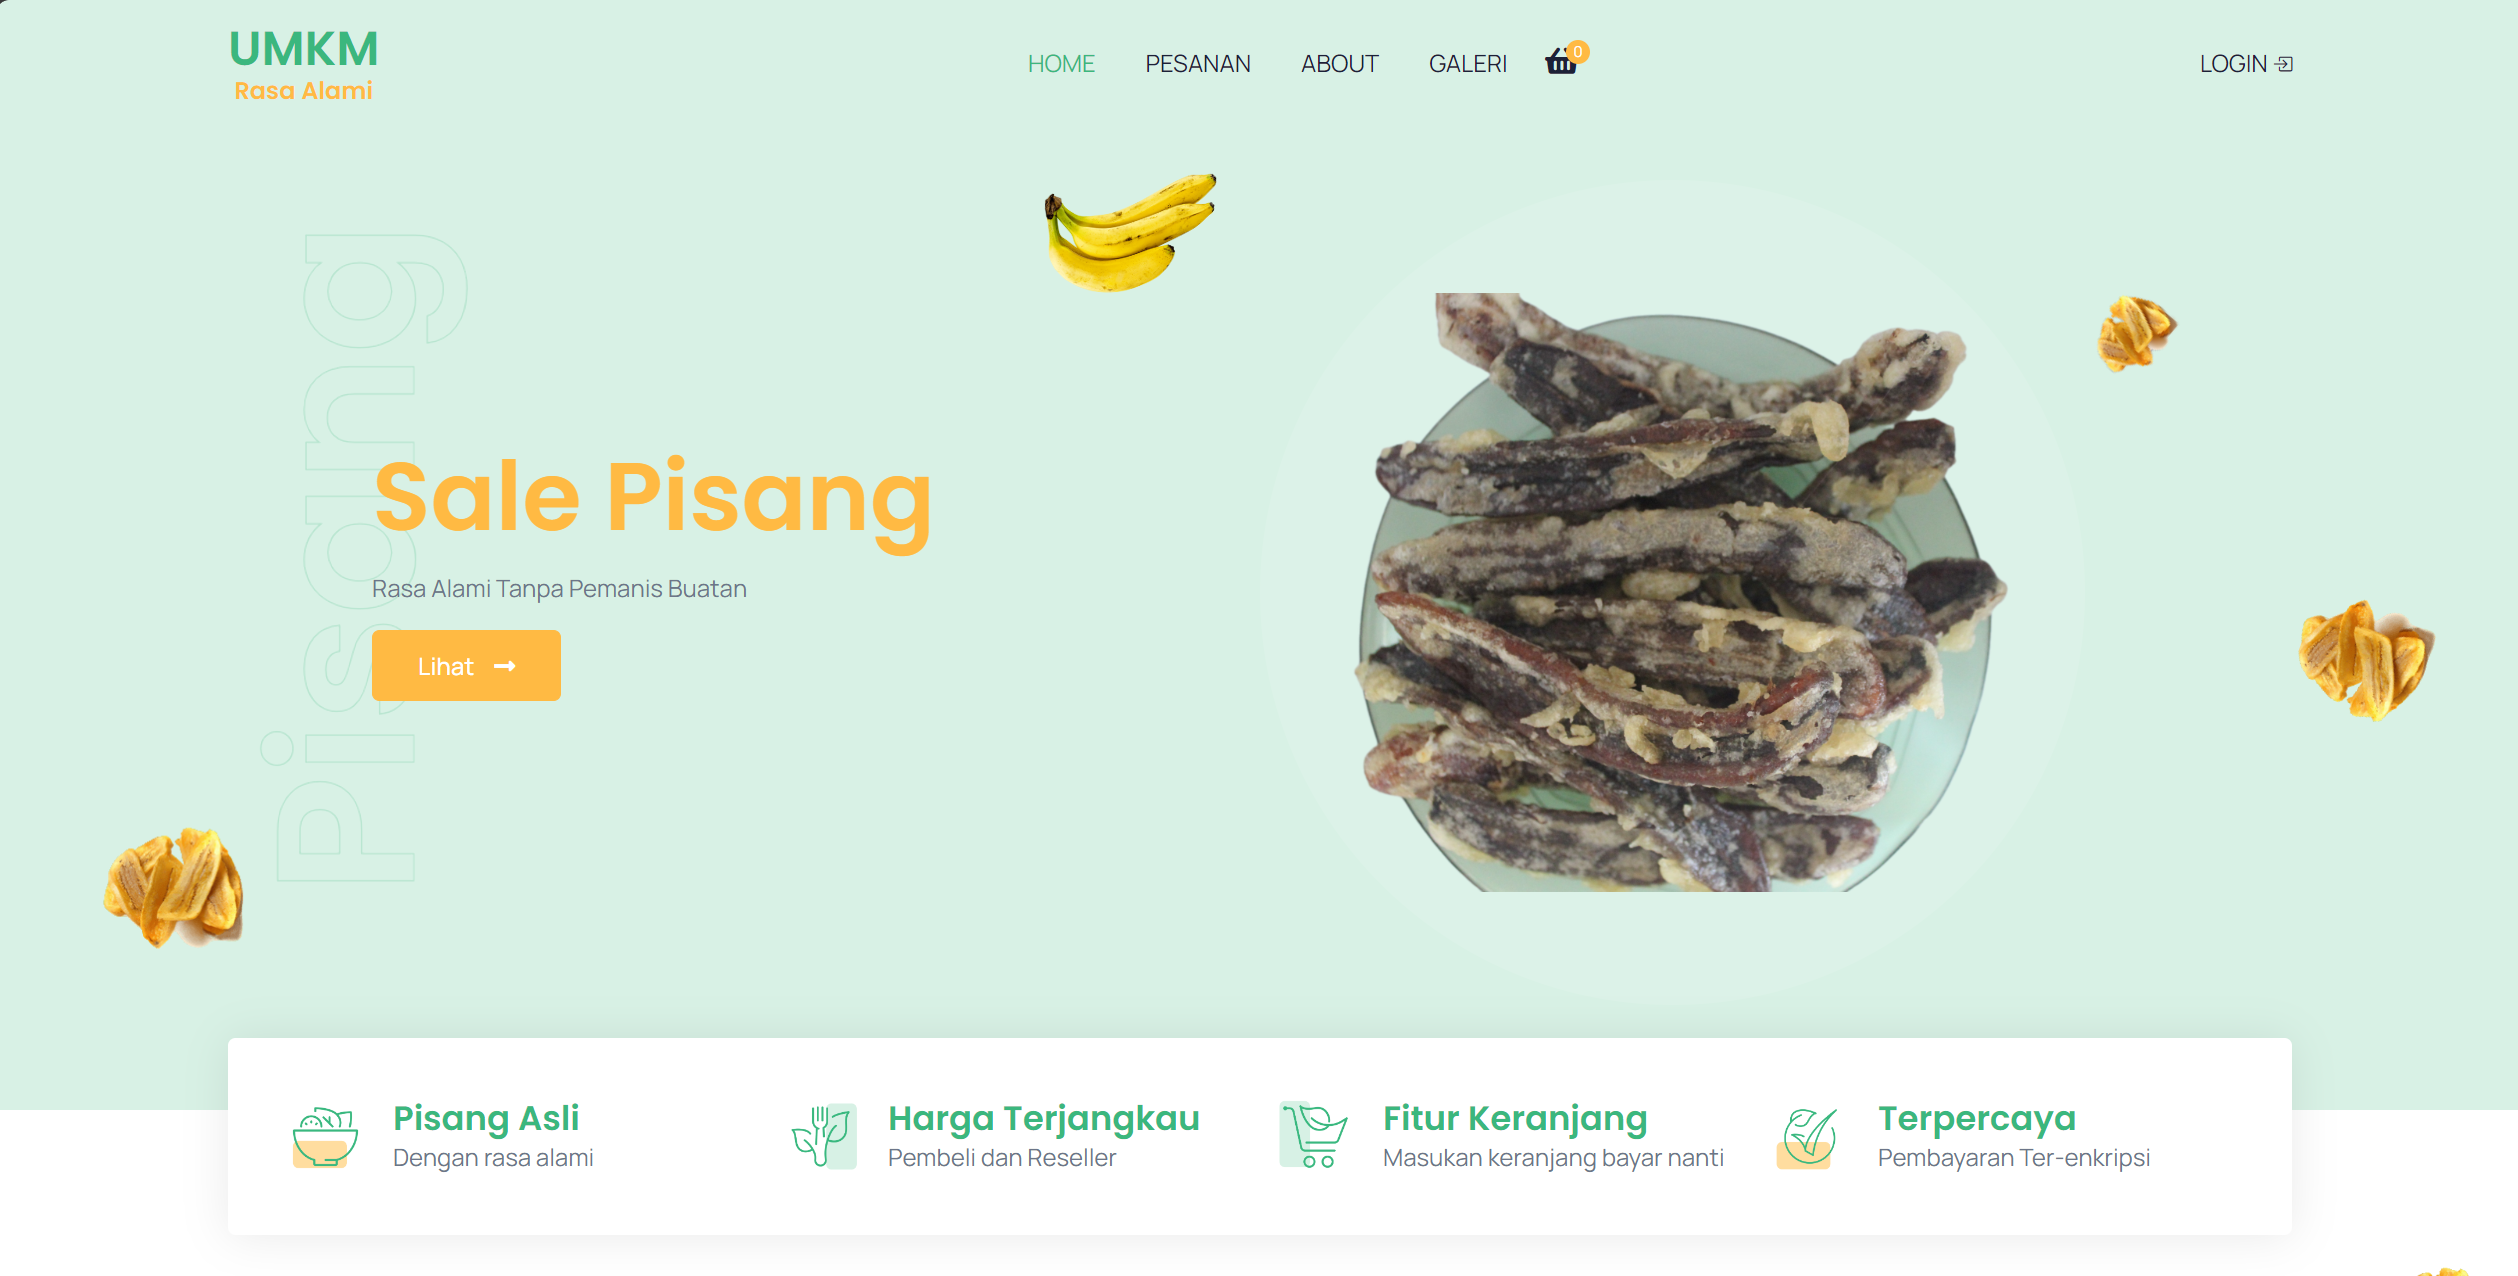 UMKM
Rasa Alami
HOME PESANAN ABOUT GALERI 0 LOGIN
Pisang
Sale Pisang
Rasa Alami Tanpa Pemanis Buatan
Lihat
Pisang Asli
Dengan rasa alami
Harga Terjangkau
Pembeli dan Reseller
Fitur Keranjang
Masukan keranjang bayar nanti
Terpercaya
Pembayaran Ter-enkripsi